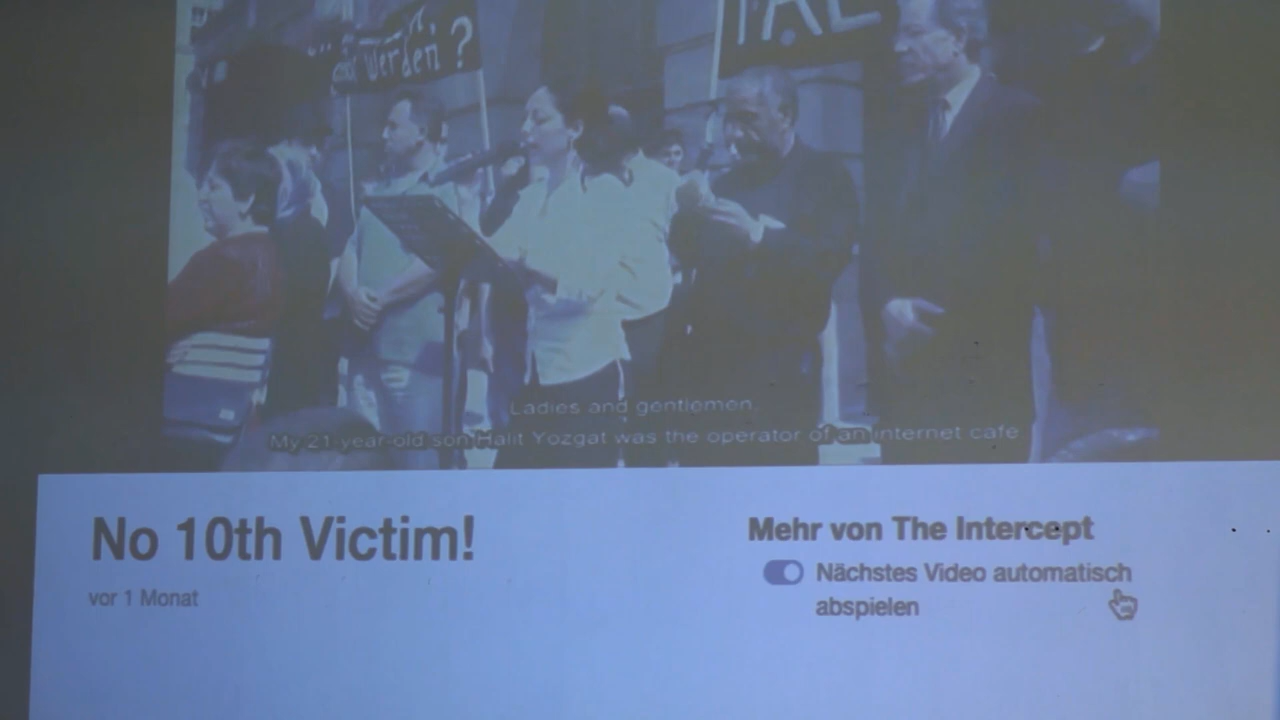 werden?
TAL
Ladies and gentlemen,
My 21-year-old son Halit Yozgat was the operator of an internet cafe
No 10th Victim!
vor 1 Monat
Mehr von The Intercept
Nächstes Video automatisch
abspielen